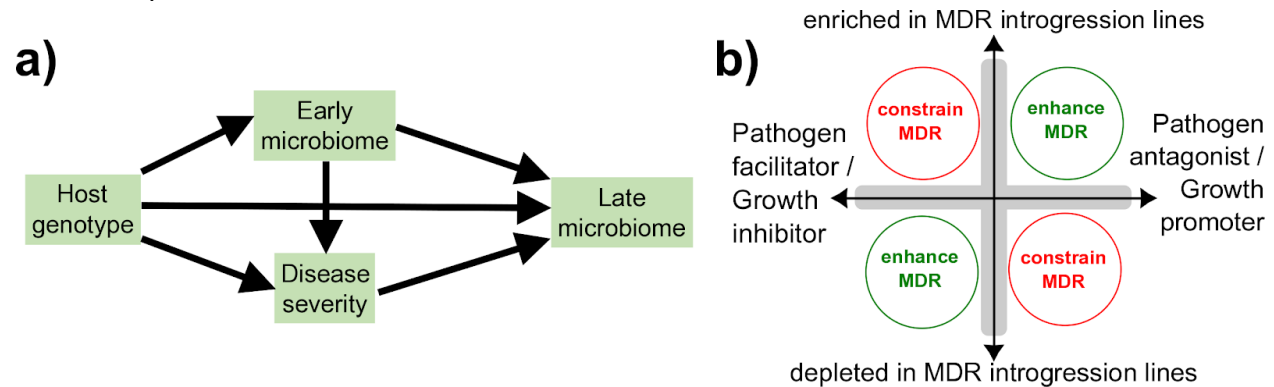 a)
Early
microbiome
Host
genotype
Late
microbiome
Disease
severity
b)
enriched in MDR introgression lines
constrain
MDR
enhance
MDR
Pathogen
facilitator /
Growth
inhibitor
Pathogen
antagonist /
Growth
promoter
enhance
MDR
constrain
MDR
depleted in MDR introgression lines